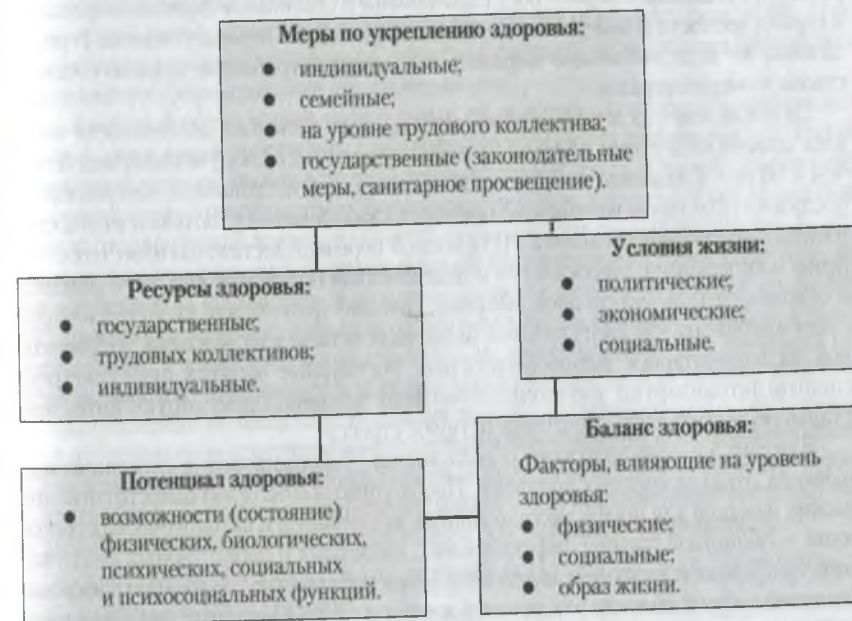 Меры по укреплению здоровья:
● индивидуальные;
● семейные;
● на уровне трудового коллектива;
● государственные (законодательные
меры, санитарное просвещение).
Ресурсы здоровья:
● государственные;
● трудовых коллективов;
● индивидуальные.
Условия жизни:
● политические;
● экономические;
● социальные.
Потенциал здоровья:
● возможности (состояние)
физических, биологических,
психических, социальных
и психосоциальных функций.
Баланс здоровья:
Факторы, влияющие на уровень
здоровья:
● физические;
● социальные;
● образ жизни.